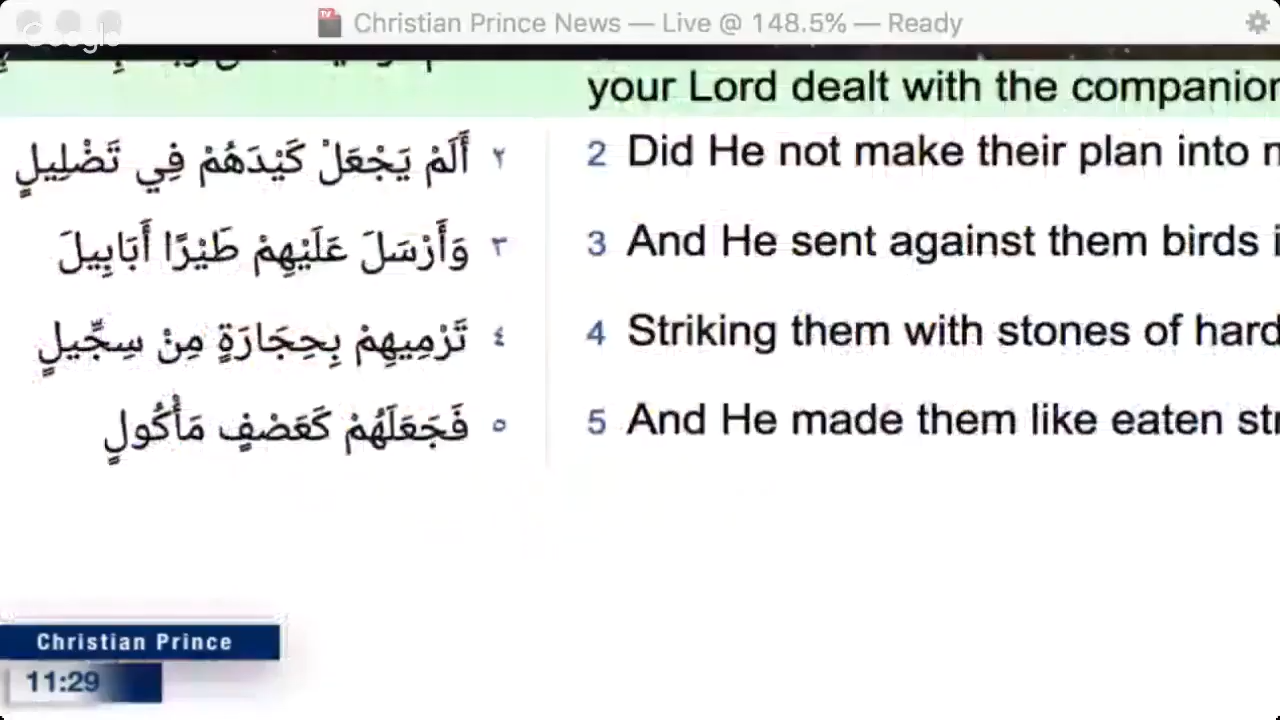 Christian Prince News — Live @ 148.5% — Ready
Google
your Lord dealt with the companion
أَلَمْ يَجْعَلْ كَيْدَهُمْ فِي تَضْلِيلٍ ٢
2 Did He not make their plan into
وَأَرْسَلَ عَلَيْهِمْ طَيْرًا أَبَابِيلَ ٣
3 And He sent against them birds
تَرْمِيهِمْ بِحِجَارَةٍ مِنْ سِجِّيلٍ ٤
4 Striking them with stones of hard
فَجَعَلَهُمْ كَعَصْفٍ مَأْكُولٍ ٥
5 And He made them like eaten
Christian Prince
11:29